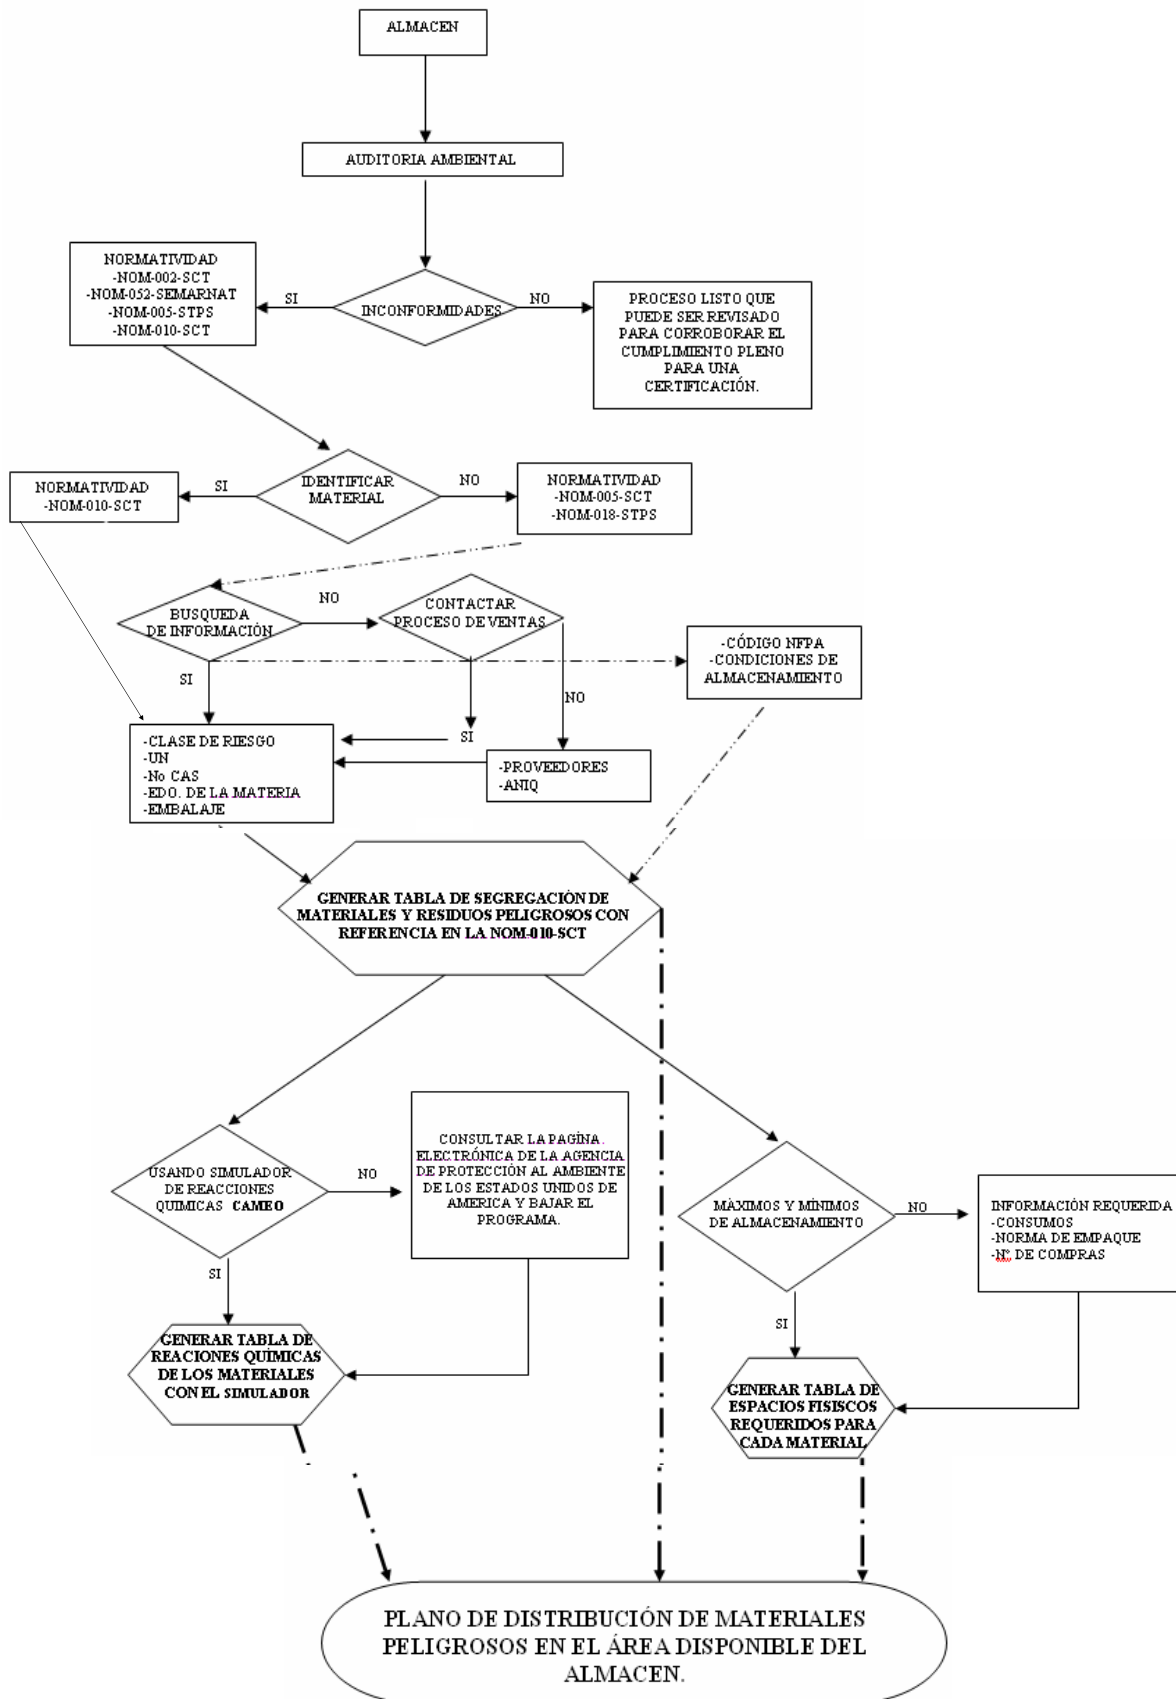 ALMACEN
AUDITORIA AMBIENTAL
NORMATIVIDAD
-NOM-002-SCT
-NOM-052-SEMARNAT
-NOM-005-STPS
-NOM-010-SCT
SI
INCONFORMIDADES
NO
PROCESO LISTO QUE
PUEDE SER REVISADO
PARA CORROBORAR EL
CUMPLIMIENTO PLENO
PARA UNA
CERTIFICACIÓN.
NORMATIVIDAD
-NOM-010-SCT
SI
IDENTIFICAR
MATERIAL
NO
NORMATIVIDAD
-NOM-005-SCT
-NOM-018-STPS
BUSQUEDA
DE INFORMACIÓN
NO
CONTACTAR
PROCESO DE VENTAS
-CÓDIGO NFPA
-CONDICIONES DE
ALMACENAMIENTO
SI
NO
SI
-CLASE DE RIESGO
-UN
-No CAS
-EDO. DE LA MATERIA
-EMBALAJE
-PROVEEDORES
-ANIQ
GENERAR TABLA DE SEGREGACIÓN DE
MATERIALES Y RESIDUOS PELIGROSOS CON
REFERENCIA EN LA NOM-010-SCT
USANDO SIMULADOR
DE REACCIONES
QUIMICAS CAMEO
NO
CONSULTAR LA PAGÍNA
ELECTRÓNICA DE LA AGENCIA
DE PROTECCIÓN AL AMBIENTE
DE LOS ESTADOS UNIDOS DE
AMERICA Y BAJAR EL
PROGRAMA.
MÁXIMOS Y MÍNIMOS
DE ALMACENAMIENTO
NO
INFORMACIÓN REQUERIDA
-CONSUMOS
-NORMA DE EMPAQUE
-Nº DE COMPRAS
SI
SI
GENERAR TABLA DE
REACIONES QUÍMICAS
DE LOS MATERIALES
CON EL SIMULADOR
GENERAR TABLA DE
ESPACIOS FISISCOS
REQUERIDOS PARA
CADA MATERIAL
PLANO DE DISTRIBUCIÓN DE MATERIALES
PELIGROSOS EN EL ÁREA DISPONIBLE DEL
ALMACEN.